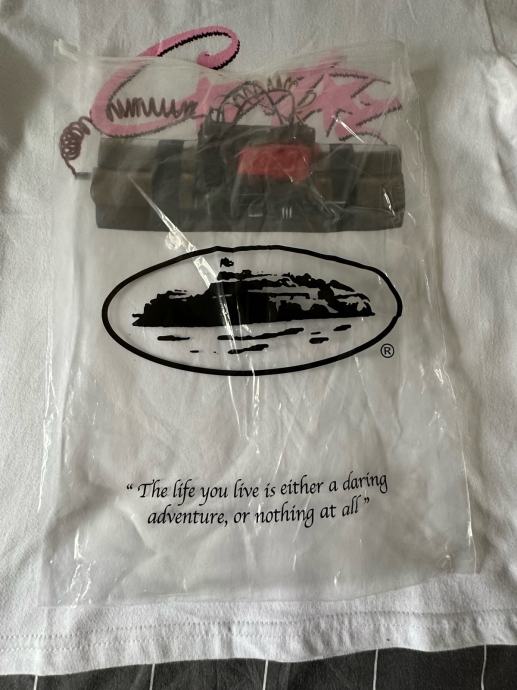 ®
“ The life you live is either a daring
adventure, or nothing at all ”